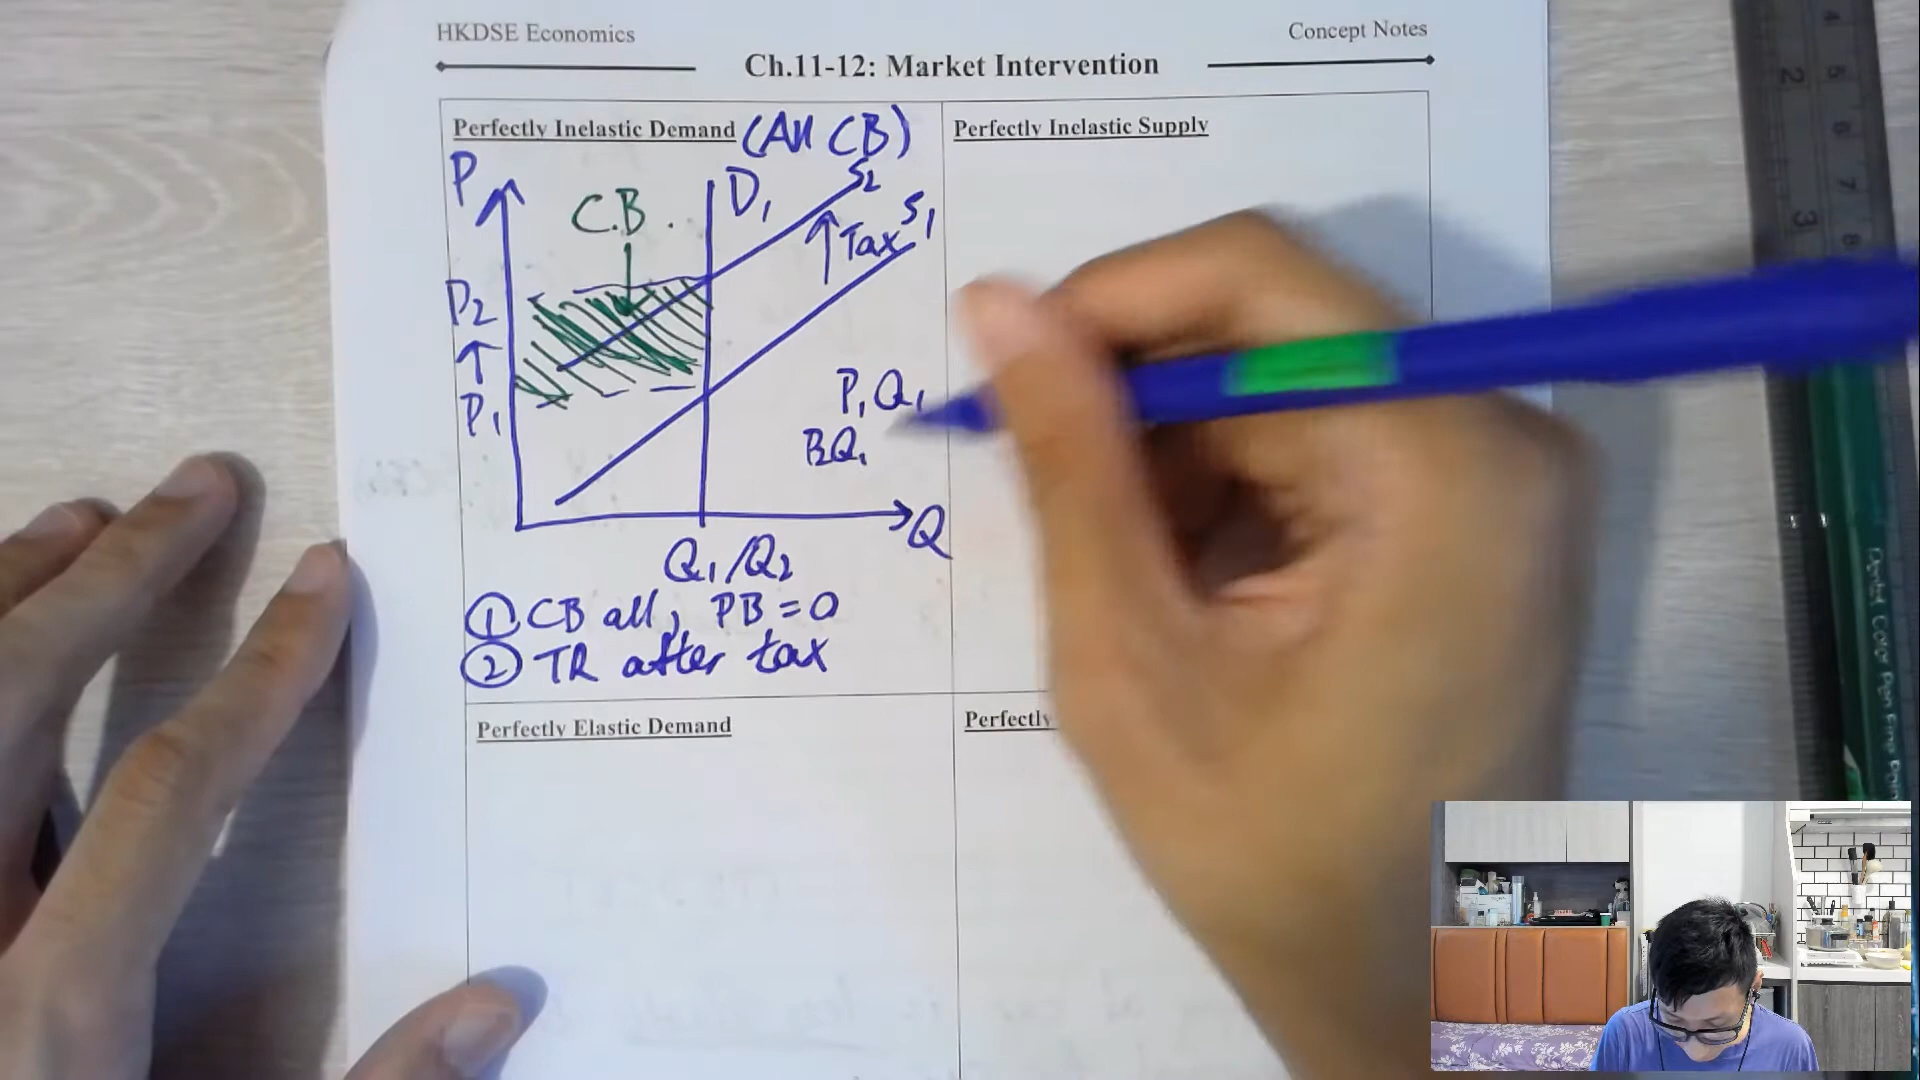 HKDSE Economics
Concept Notes
Ch.11-12: Market Intervention
Perfectly Inelastic Demand (All CB)
Perfectly Inelastic Supply
P
C.B.
D1
S2
S1
Tax
P2
P1
P1Q1
P2Q1
Q
Q1/Q2
① CB all, PB = 0
② TR after tax
Perfectly Elastic Demand
Perfectly